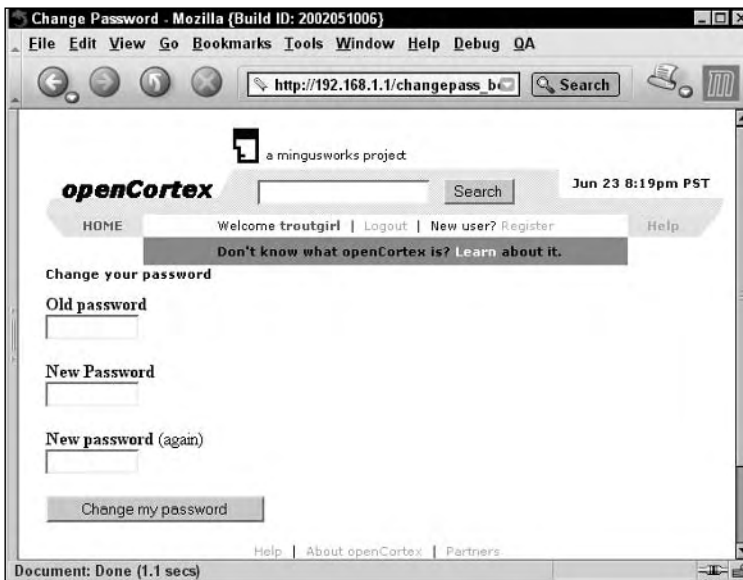 Change Password - Mozilla {Build ID: 2002051006}
File Edit View Go Bookmarks Tools Window Help Debug QA
http://192.168.1.1/changepass_b Search
a mingusworks project
openCortex Search Jun 23 8:19pm PST
HOME Welcome troutgirl | Logout | New user? Register Help
Don't know what openCortex is? Learn about it.
Change your password
Old password
New Password
New password (again)
Change my password
Help | About openCortex | Partners
Document: Done (1.1 secs)